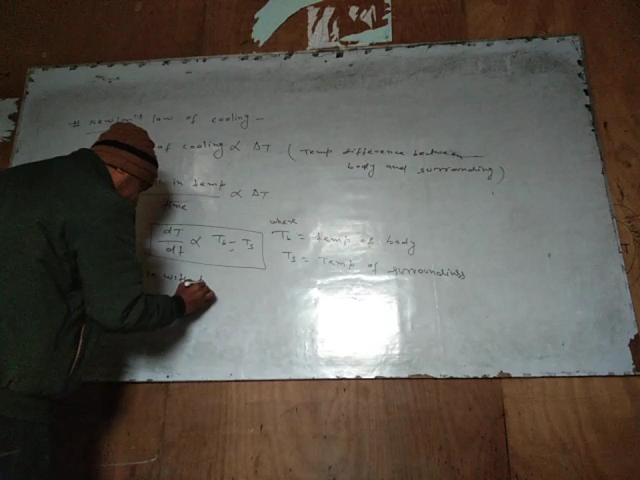 # Newton's law of cooling –
of cooling ∝ ΔT ( Temp difference between
body and surrounding )
in temp / time ∝ ΔT
dT/dt ∝ Tb – Ts
where
Tb = temp of body
Ts = Temp of surroundings